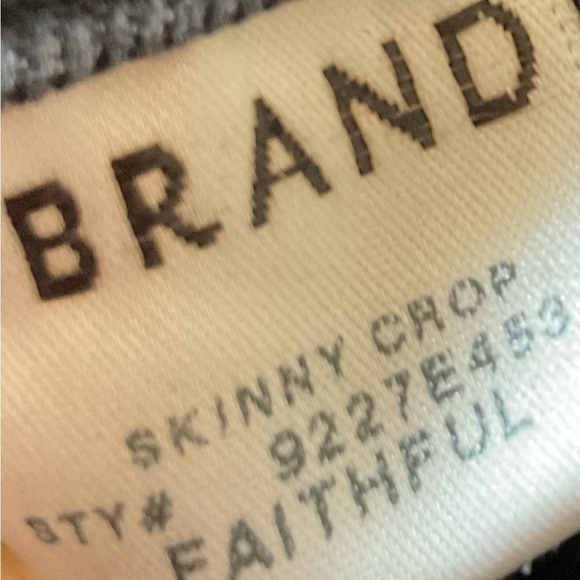 BRAND
SKINNY CROP
STY# 9227E453
FAITHFUL